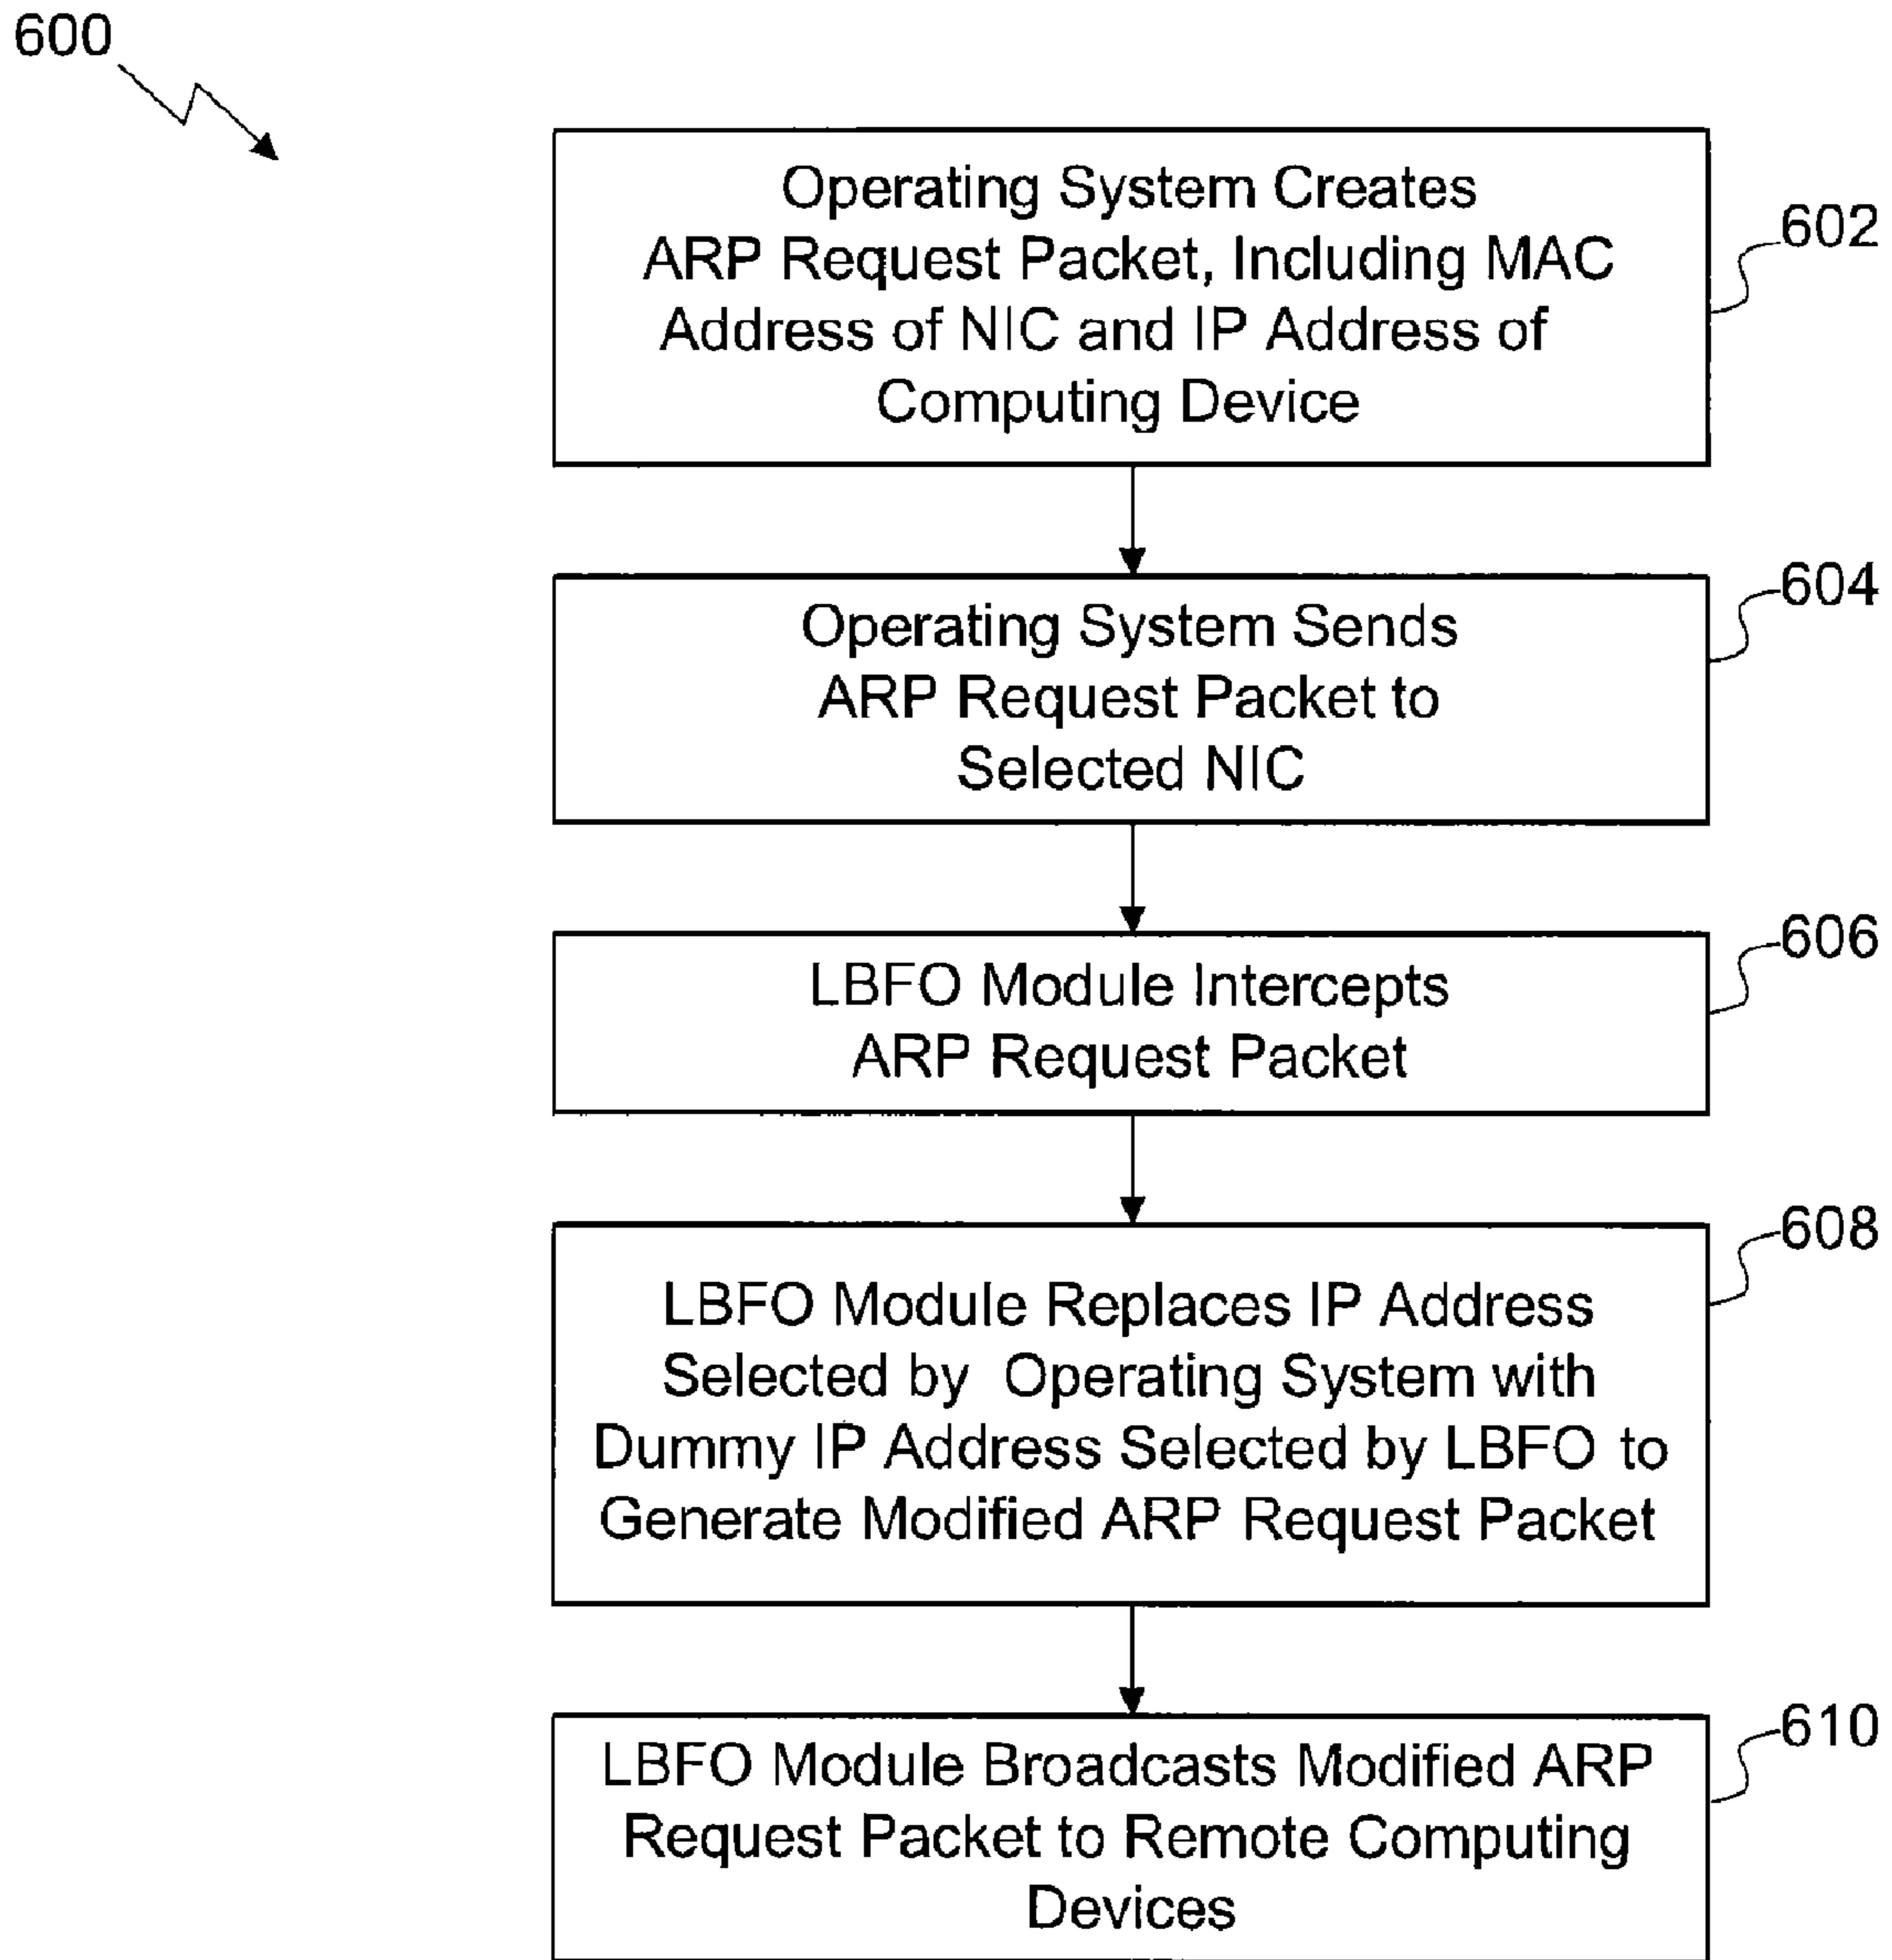 600
Operating System Creates
ARP Request Packet, Including MAC
Address of NIC and IP Address of
Computing Device
602
Operating System Sends
ARP Request Packet to
Selected NIC
604
LBFO Module Intercepts
ARP Request Packet
606
LBFO Module Replaces IP Address
Selected by Operating System with
Dummy IP Address Selected by LBFO to
Generate Modified ARP Request Packet
608
LBFO Module Broadcasts Modified ARP
Request Packet to Remote Computing
Devices
610